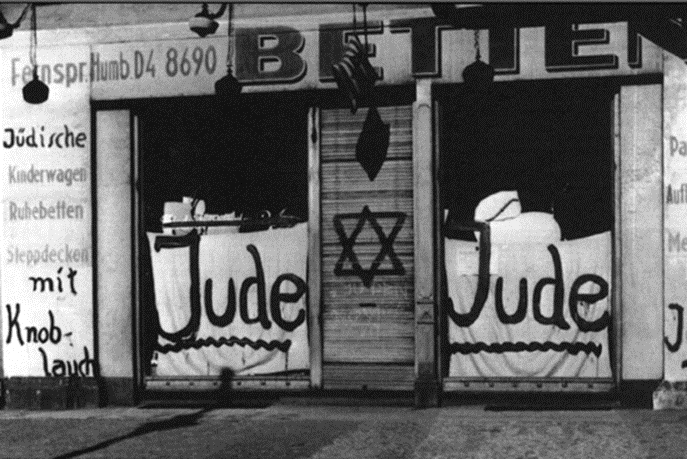 BETTEN
Fernspr. Humb. D4 8690
Jüdische
Kinderwagen
Ruhebetten
Steppdecken
mit
Knob-
lauch
Jude
Jude